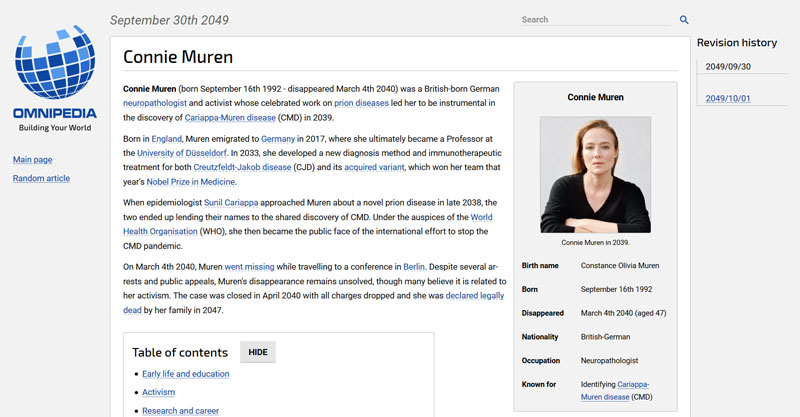 September 30th 2049
Search
OMNIPEDIA
Building Your World
Main page
Random article
Connie Muren
Connie Muren (born September 16th 1992 - disappeared March 4th 2040) was a British-born German
neuropathologist and activist whose celebrated work on prion diseases led her to be instrumental in
the discovery of Cariappa-Muren disease (CMD) in 2039.
Born in England, Muren emigrated to Germany in 2017, where she ultimately became a Professor at
the University of Düsseldorf. In 2033, she developed a new diagnosis method and immunotherapeutic
treatment for both Creutzfeldt-Jakob disease (CJD) and its acquired variant, which won her team that
year's Nobel Prize in Medicine.
When epidemiologist Sunil Cariappa approached Muren about a novel prion disease in late 2038, the
two ended up lending their names to the shared discovery of CMD. Under the auspices of the World
Health Organisation (WHO), she then became the public face of the international effort to stop the
CMD pandemic.
On March 4th 2040, Muren went missing while travelling to a conference in Berlin. Despite several ar-
rests and public appeals, Muren's disappearance remains unsolved, though many believe it is related to
her activism. The case was closed in April 2040 with all charges dropped and she was declared legally
dead by her family in 2047.
Table of contents HIDE
Early life and education
Activism
Research and career
Connie Muren
Connie Muren in 2039.
Birth name Constance Olivia Muren
Born September 16th 1992
Disappeared March 4th 2040 (aged 47)
Nationality British-German
Occupation Neuropathologist
Known for Identifying Cariappa-
Muren disease (CMD)
Revision history
2049/09/30
2049/10/01